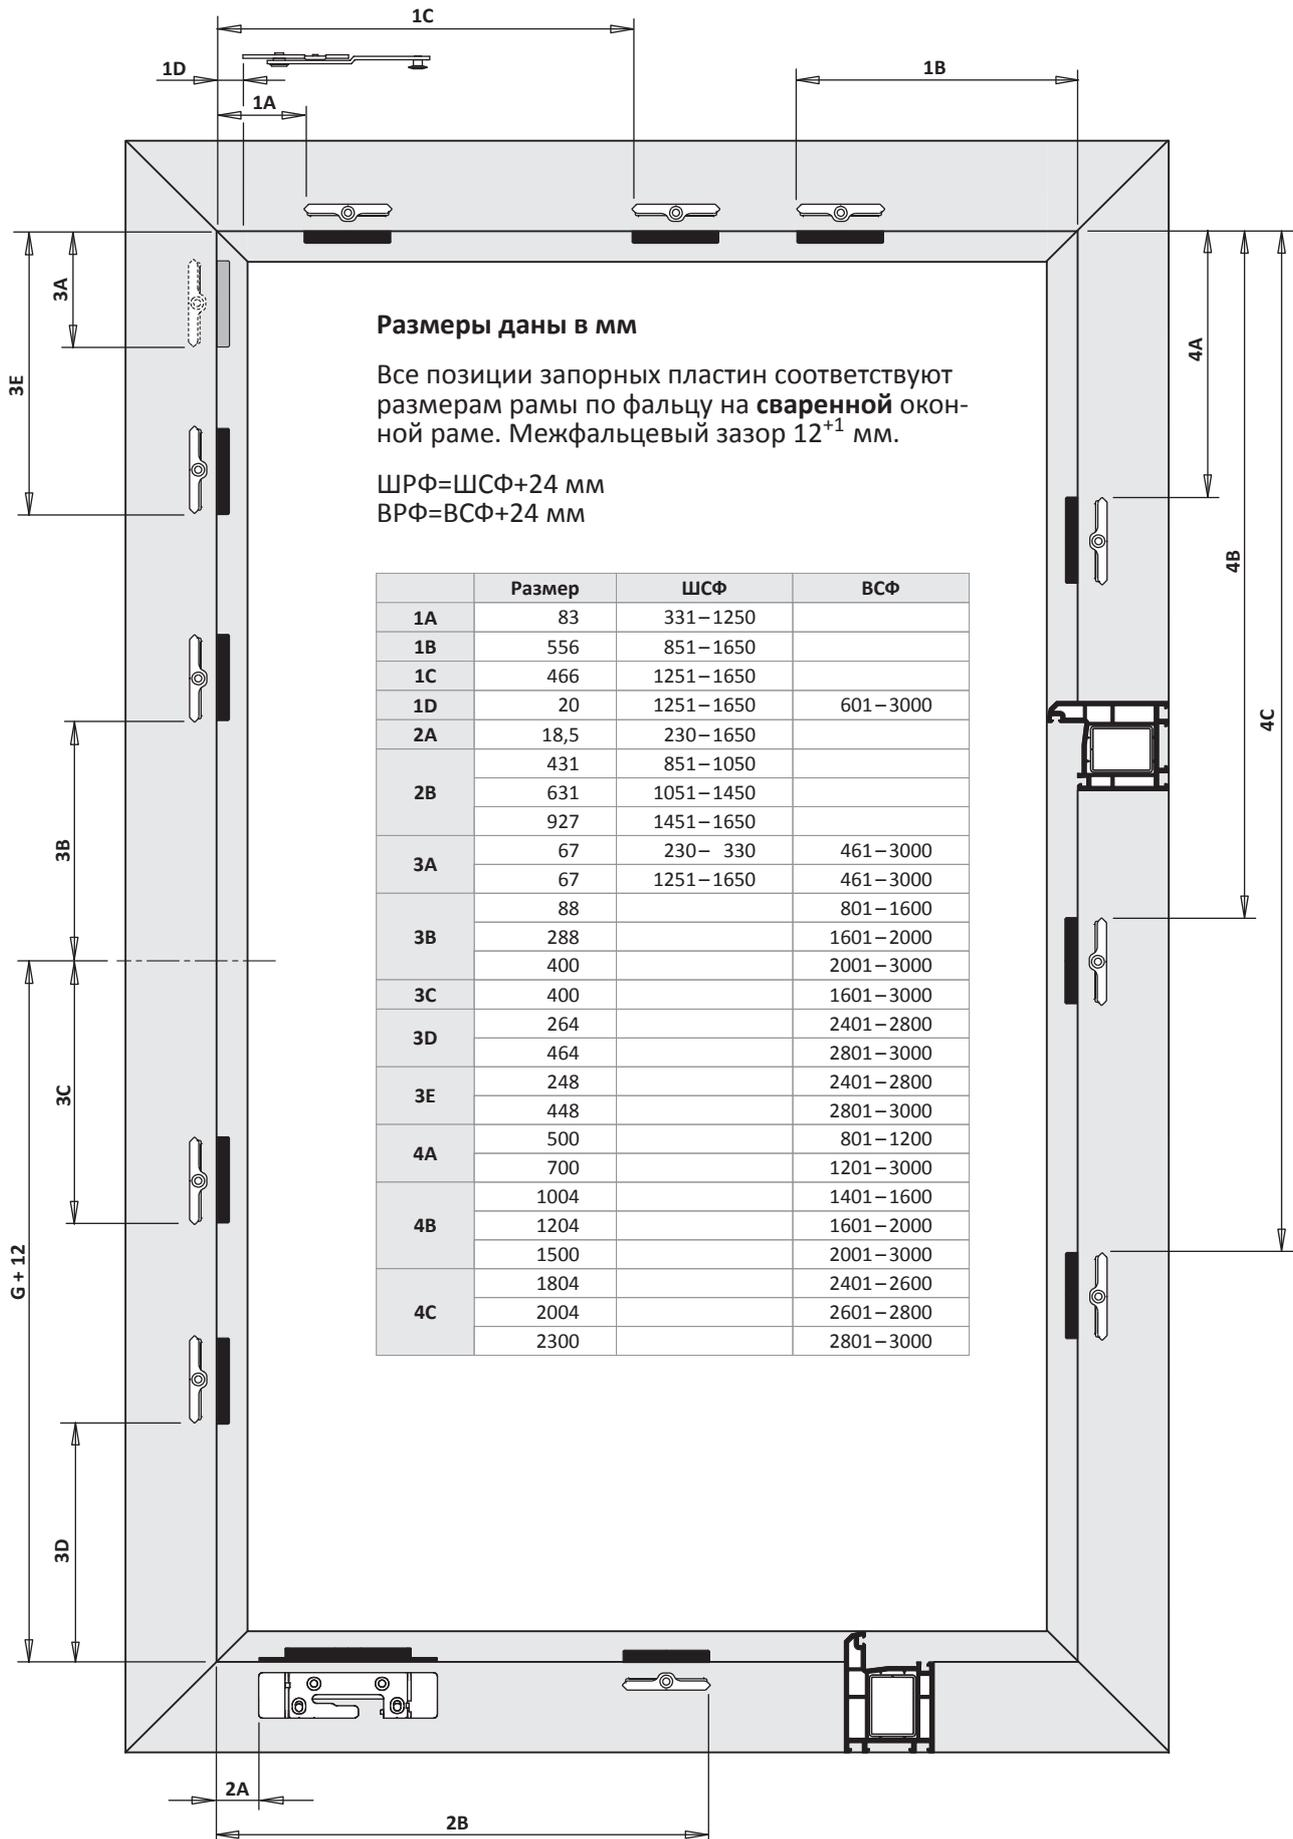 1C
1D
1B
1A
3A
3E
4A
4B
4C
Размеры даны в мм
Все позиции запорных пластин соответствуют
размерам рамы по фальцу на сваренной окон-
ной раме. Межфальцевый зазор 12+1 мм.
ШРФ=ШСФ+24 мм
ВРФ=ВСФ+24 мм
Размер ШСФ ВСФ
1A 83 331–1250
1B 556 851–1650
1C 466 1251–1650
1D 20 1251–1650 601–3000
2A 18,5 230–1650
2B 431 851–1050
631 1051–1450
927 1451–1650
3A 67 230– 330 461–3000
67 1251–1650 461–3000
3B 88 801–1600
288 1601–2000
400 2001–3000
3C 400 1601–3000
3D 264 2401–2800
464 2801–3000
3E 248 2401–2800
448 2801–3000
4A 500 801–1200
700 1201–3000
4B 1004 1401–1600
1204 1601–2000
1500 2001–3000
4C 1804 2401–2600
2004 2601–2800
2300 2801–3000
3B
3C
G + 12
3D
2A
2B